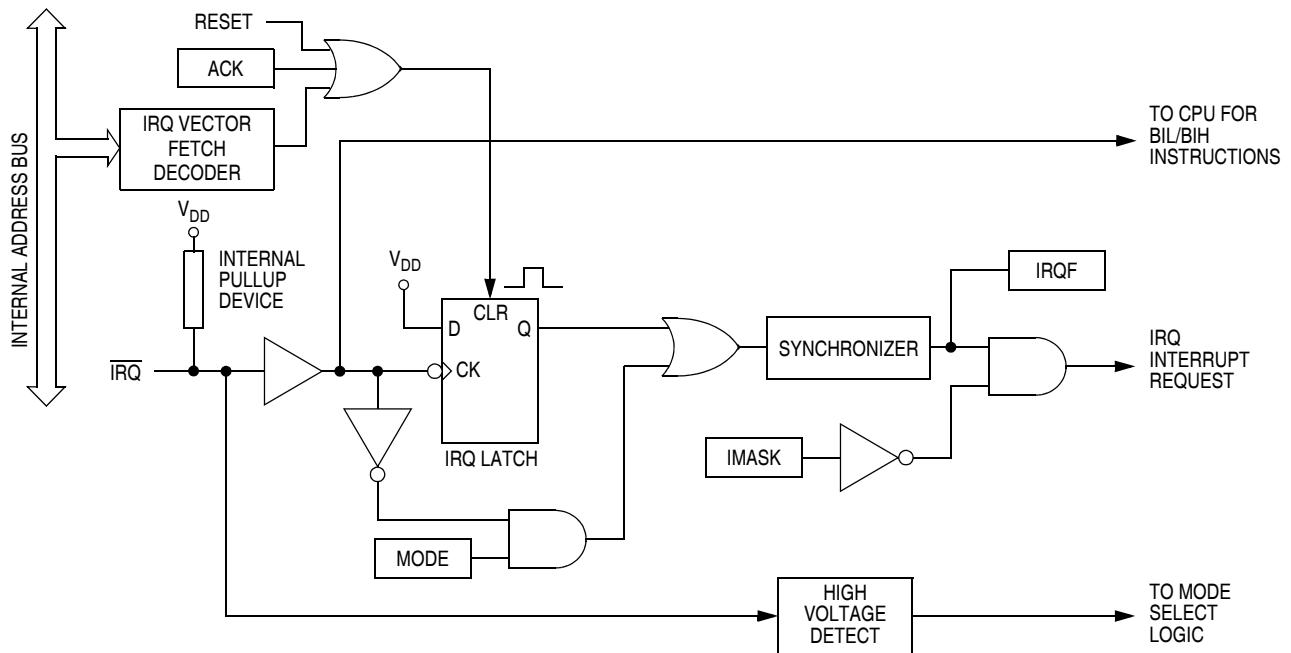 RESET
ACK
IRQ VECTOR
FETCH
DECODER
INTERNAL ADDRESS BUS
TO CPU FOR
BIL/BIH
INSTRUCTIONS
VDD
INTERNAL
PULLUP
DEVICE
VDD
CLR
D
Q
CK
IRQ LATCH
IRQ
SYNCHRONIZER
IRQF
IRQ
INTERRUPT
REQUEST
IMASK
MODE
HIGH
VOLTAGE
DETECT
TO MODE
SELECT
LOGIC